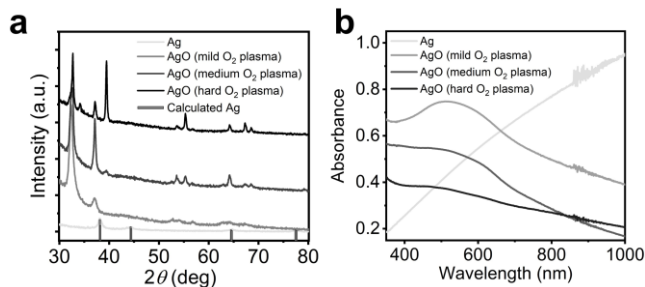 a
Ag
AgO (mild O₂ plasma)
AgO (medium O₂ plasma)
AgO (hard O₂ plasma)
Calculated Ag
Intensity (a.u.)
30 40 50 60 70 80
2θ (deg)
b
Ag
AgO (mild O₂ plasma)
AgO (medium O₂ plasma)
AgO (hard O₂ plasma)
Absorbance
1.0
0.8
0.6
0.4
0.2
400 600 800 1000
Wavelength (nm)